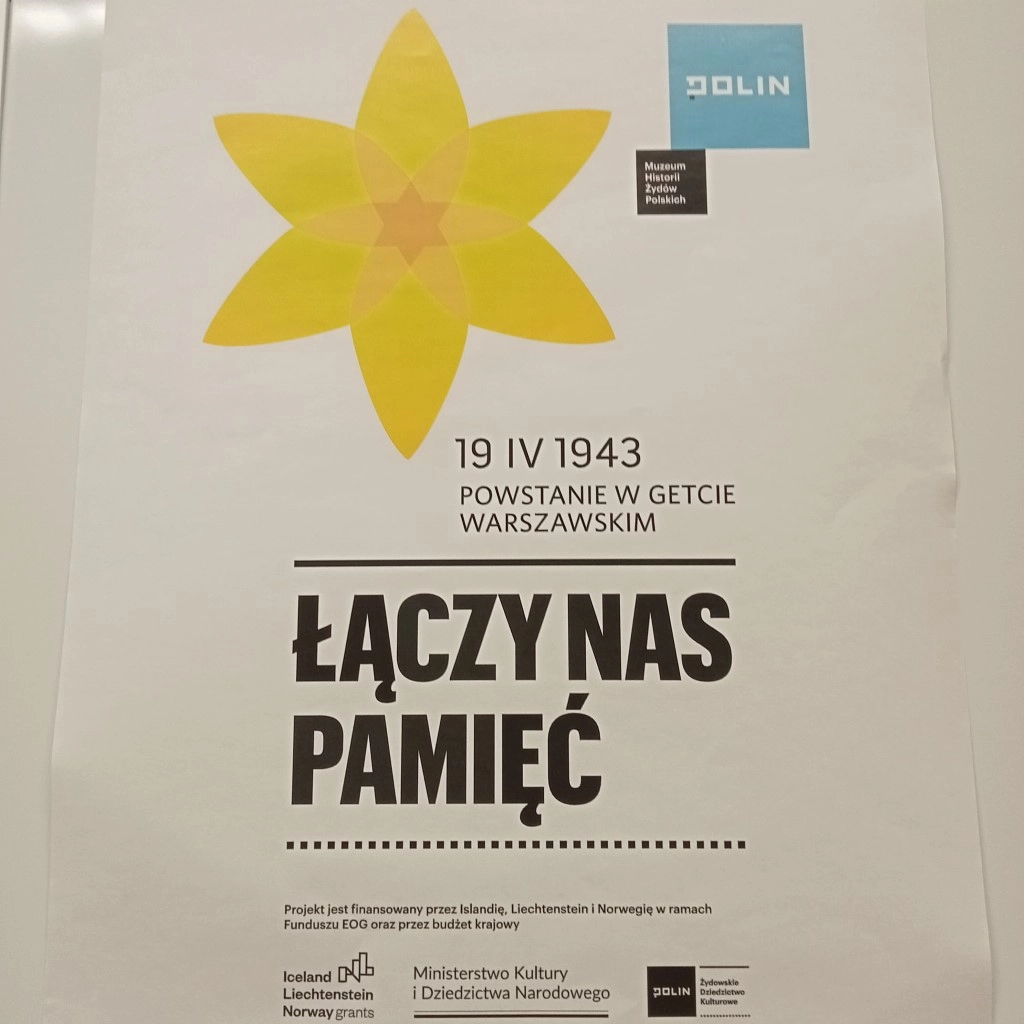 POLIN
Muzeum
Historii
Żydów
Polskich
19 IV 1943
POWSTANIE W GETCIE
WARSZAWSKIM
ŁĄCZY NAS
PAMIĘĆ
Projekt jest finansowany przez Islandię, Liechtenstein i Norwegię w ramach
Funduszu EOG oraz przez budżet krajowy
Iceland
Liechtenstein
Norway grants
Ministerstwo Kultury
i Dziedzictwa Narodowego
POLIN
Żydowskie
Dziedzictwo
Kulturowe